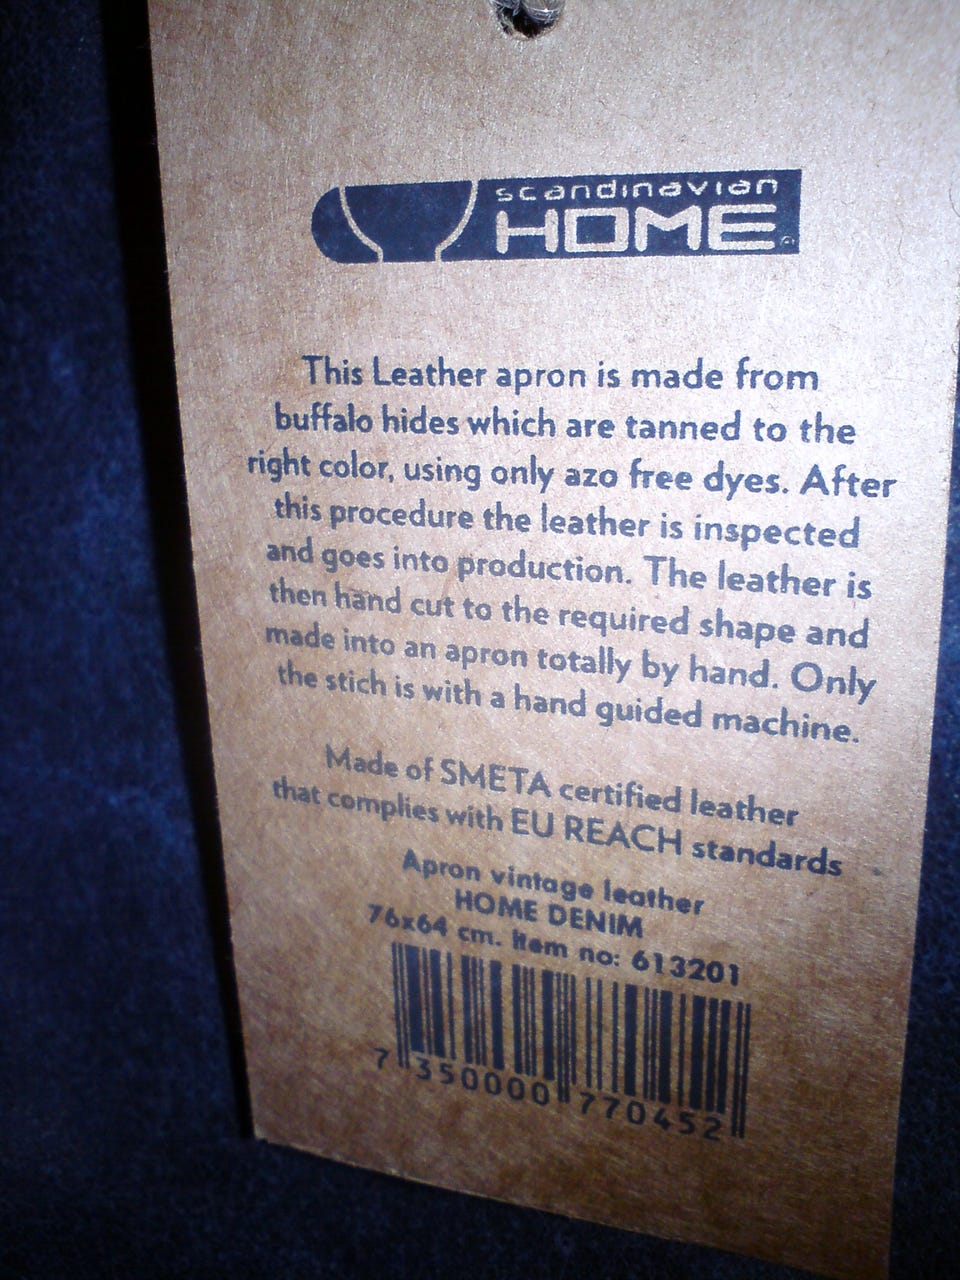 scandinavian
HOME
This Leather apron is made from
buffalo hides which are tanned to the
right color, using only azo free dyes. After
this procedure the leather is inspected
and goes into production. The leather is
then hand cut to the required shape and
made into an apron totally by hand. Only
the stich is with a hand guided machine.
Made of SMETA certified leather
that complies with EU REACH standards
Apron vintage leather
HOME DENIM
76x64 cm. Item no: 613201
7 350000 770452